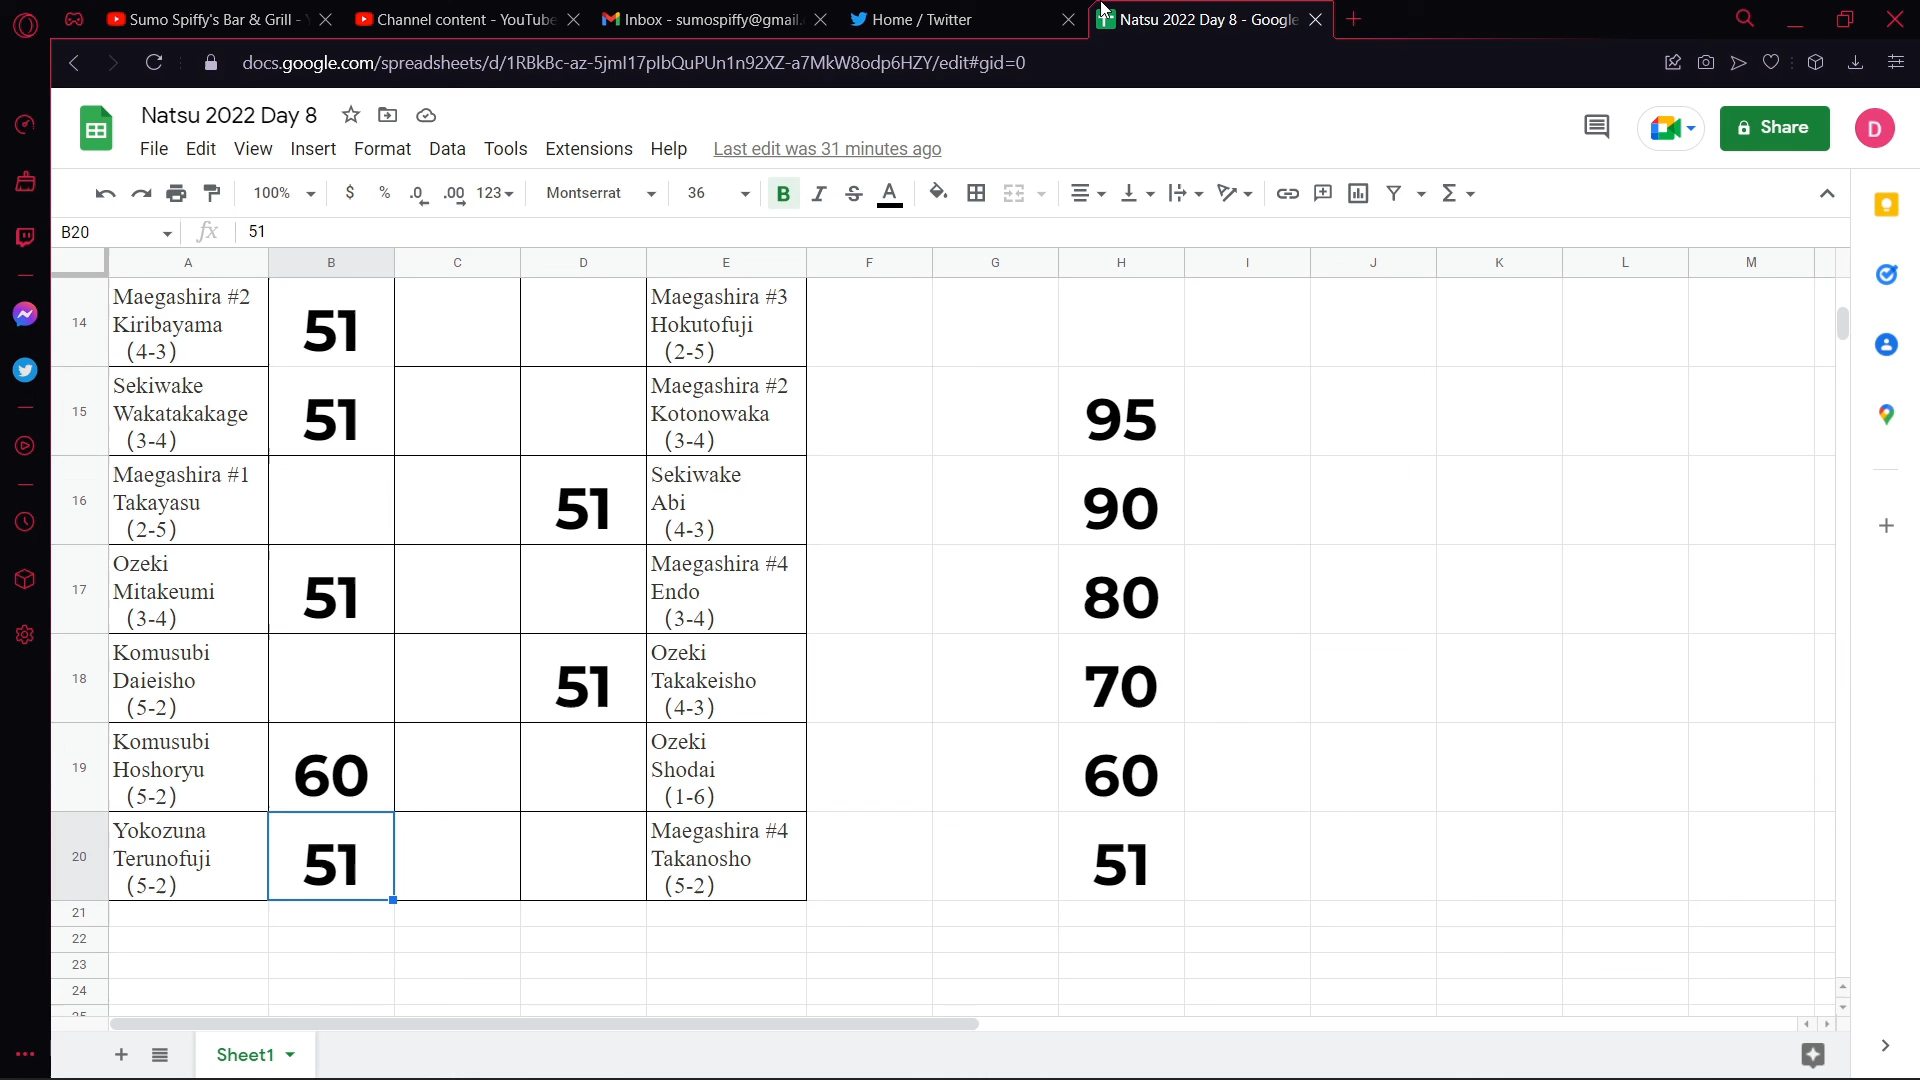 Sumo Spiffy's Bar & Grill -
Channel content - YouTube
Inbox - sumospiffy@gmail.
Home / Twitter
Natsu 2022 Day 8 - Google
docs.google.com/spreadsheets/d/1RBkBc-az-5jml17plbQuPUn1n92XZ-a7MkW8odp6HZY/edit#gid=0
Natsu 2022 Day 8
File Edit View Insert Format Data Tools Extensions Help Last edit was 31 minutes ago
Share
D
100% $ % .0 .00 123 Montserrat 36 B I S A
B20 fx 51
A B C D E F G H I J K L M
14 Maegashira #2 Kiribayama (4-3) 51 Maegashira #3 Hokutofuji (2-5)
15 Sekiwake Wakatakakage (3-4) 51 Maegashira #2 Kotonowaka (3-4) 95
16 Maegashira #1 Takayasu (2-5) 51 Sekiwake Abi (4-3) 90
17 Ozeki Mitakeumi (3-4) 51 Maegashira #4 Endo (3-4) 80
18 Komusubi Daieisho (5-2) 51 Ozeki Takakeisho (4-3) 70
19 Komusubi Hoshoryu (5-2) 60 Ozeki Shodai (1-6) 60
20 Yokozuna Terunofuji (5-2) 51 Maegashira #4 Takanosho (5-2) 51
21
22
23
24
25
Sheet1